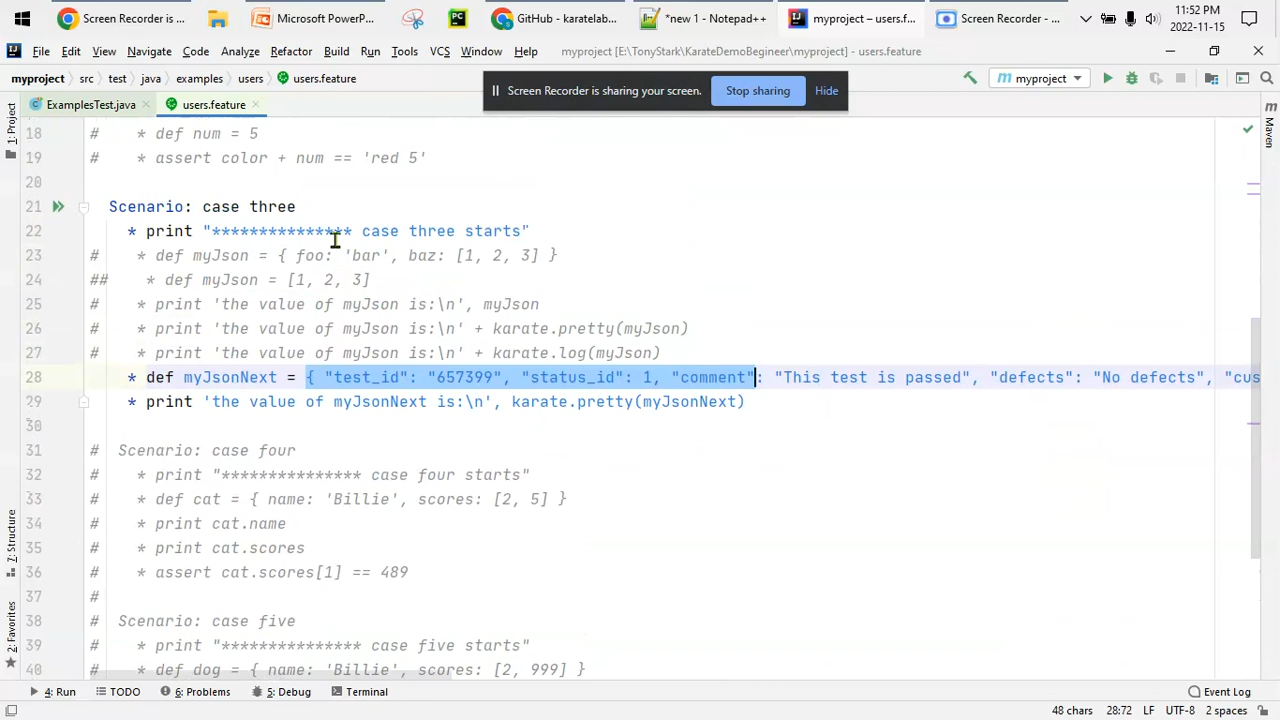 Screen Recorder is ...
Microsoft PowerP...
GitHub - karatelab...
*new 1 - Notepad++
myproject – users.f...
Screen Recorder - ...
11:52 PM
2022-11-15
File Edit View Navigate Code Analyze Refactor Build Run Tools VCS Window Help myproject [E:\TonyStark\KarateDemoBegineer\myproject] - users.feature
myproject src test java examples users users.feature
myproject
Screen Recorder is sharing your screen. Stop sharing Hide
ExamplesTest.java
users.feature
1: Project
Maven
7: Structure
2: Favorites
18 # * def num = 5
19 # * assert color + num == 'red 5'
20
21 Scenario: case three
22 * print "*************** case three starts"
23 # * def myJson = { foo: 'bar', baz: [1, 2, 3] }
24 ## * def myJson = [1, 2, 3]
25 # * print 'the value of myJson is:\n', myJson
26 # * print 'the value of myJson is:\n' + karate.pretty(myJson)
27 # * print 'the value of myJson is:\n' + karate.log(myJson)
28 * def myJsonNext = { "test_id": "657399", "status_id": 1, "comment": "This test is passed", "defects": "No defects", "cus
29 * print 'the value of myJsonNext is:\n', karate.pretty(myJsonNext)
30
31 # Scenario: case four
32 # * print "*************** case four starts"
33 # * def cat = { name: 'Billie', scores: [2, 5] }
34 # * print cat.name
35 # * print cat.scores
36 # * assert cat.scores[1] == 489
37 #
38 # Scenario: case five
39 # * print "*************** case five starts"
40 # * def dog = { name: 'Billie', scores: [2, 999] }
4: Run TODO 6: Problems 5: Debug Terminal Event Log
48 chars 28:72 LF UTF-8 2 spaces